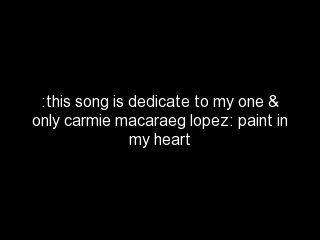 :this song is dedicate to my one &
only carmie macaraeg lopez: paint in
my heart